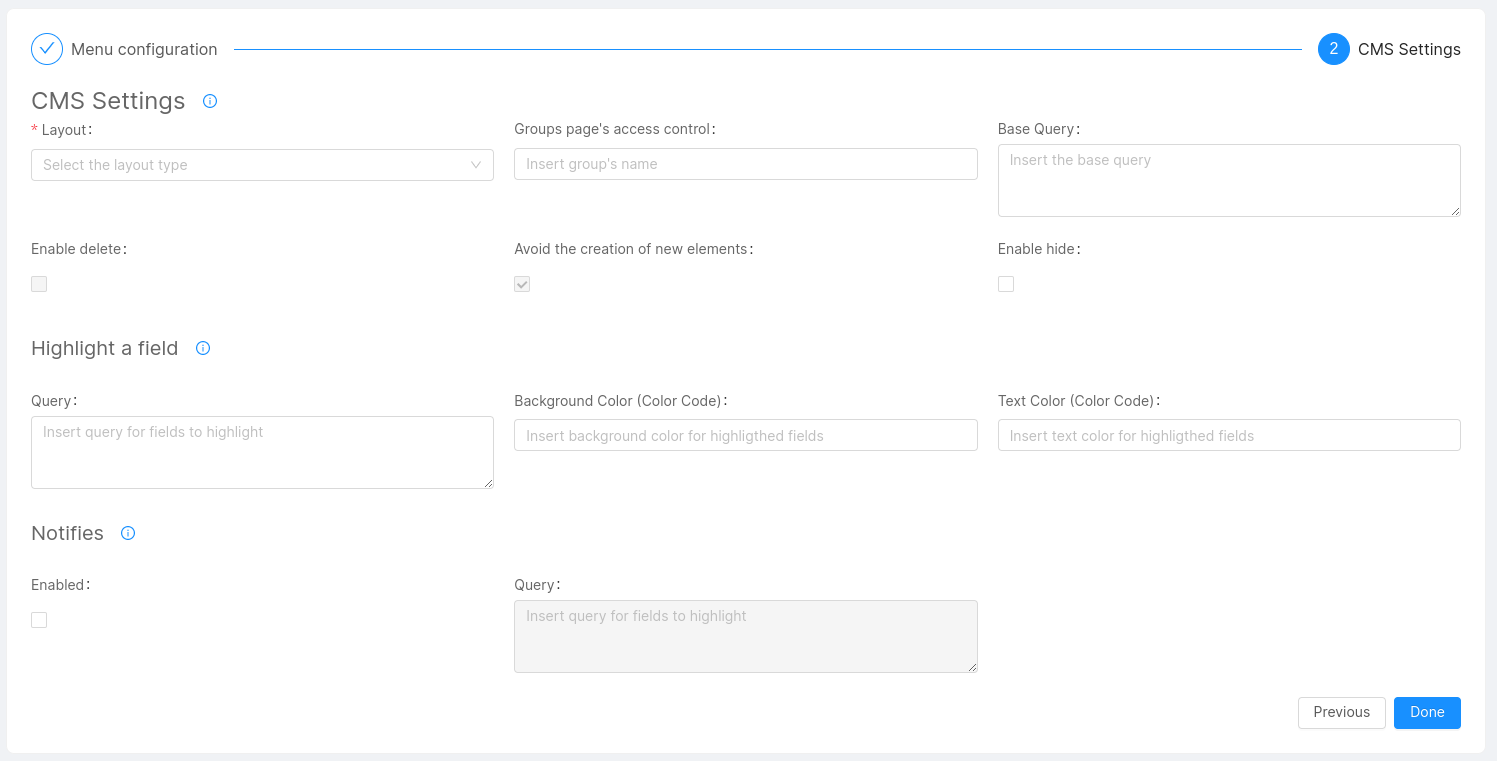 Menu configuration
2 CMS Settings
CMS Settings
* Layout: Groups page's access control: Base Query:
Select the layout type Insert group's name Insert the base query
Enable delete: Avoid the creation of new elements: Enable hide:
Highlight a field
Query: Background Color (Color Code): Text Color (Color Code):
Insert query for fields to highlight Insert background color for highligthed fields Insert text color for highligthed fields
Notifies
Enabled: Query:
Insert query for fields to highlight
Previous Done